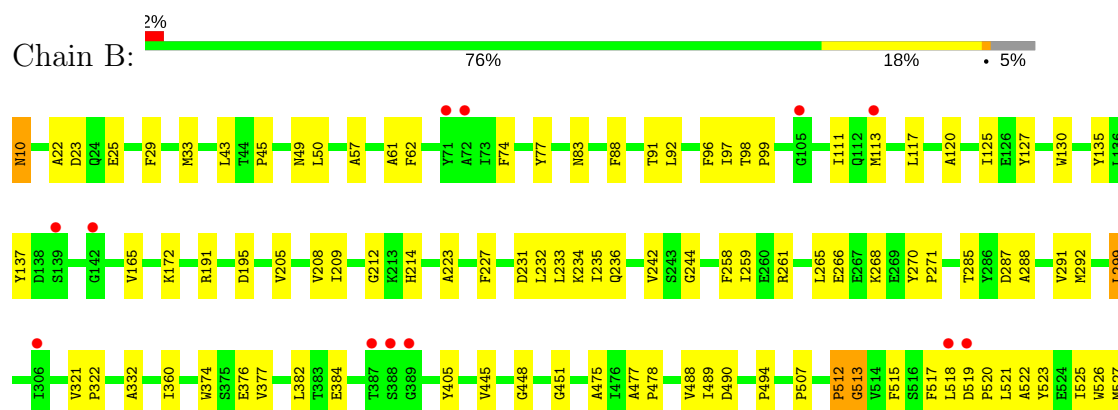 2%
Chain B:
76% 18% • 5%
N10 A22 D23 Q24 E25 F29 M33 L43 T44 P45 N49 L50 A57 A61 F62 Y71 A72 I73 F74 Y77 N83 F88 T91 L92 F96 I97 T98 P99 G105 I111 Q112 M113 L117 A120 I125 E126 Y127 W130 Y135 L136
Y137 D138 S139 G142 V165 K172 R191 D195 V205 V208 I209 G212 K213 H214 A223 F227 D231 L232 L233 K234 I235 Q236 V242 S243 G244 F258 I259 E260 R261 L265 E266 E267 K268 E269 Y270 P271 T285 Y286 D287 A288 V291 M292 L299
I306 V321 P322 A332 I360 W374 S375 E376 V377 L382 T383 E384 T387 S388 G389 Y405 V445 G448 G451 A475 I476 A477 P478 V488 I489 D490 P494 P507 P512 G513 V514 F515 S516 F517 L518 D519 P520 L521 A522 Y523 E524 I525 W526